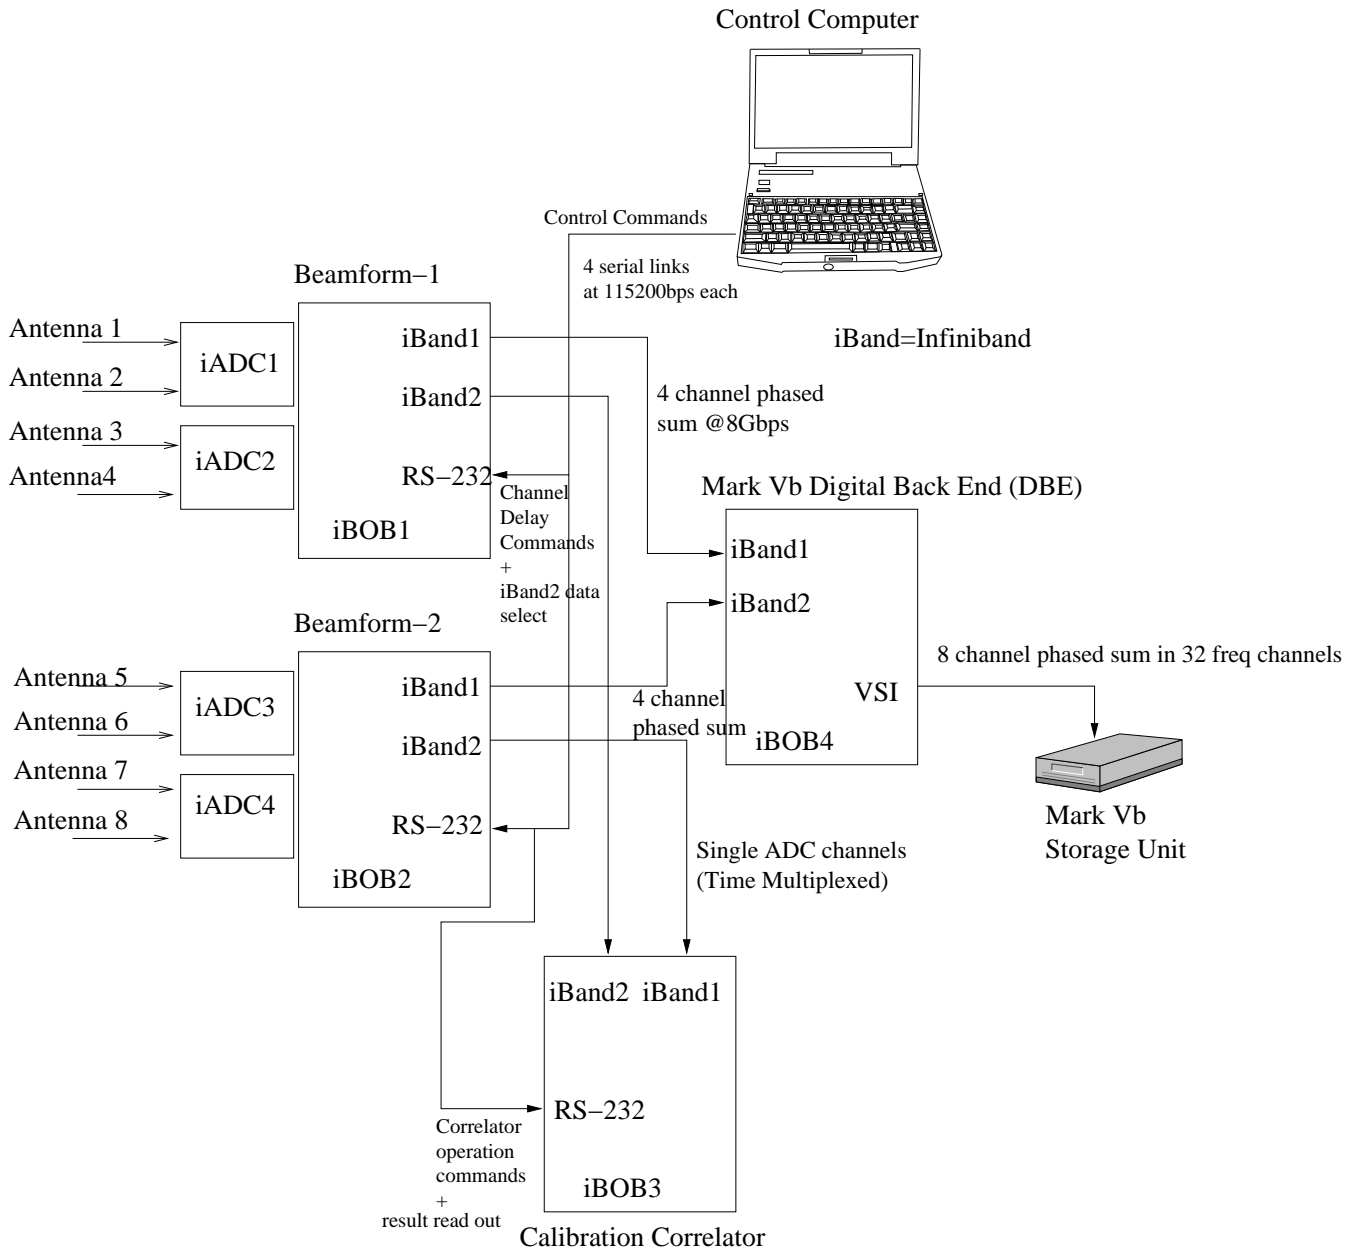 Control Computer
Control Commands
4 serial links
at 115200bps each
Beamform−1
Antenna 1
Antenna 2
Antenna 3
Antenna4
iADC1
iADC2
iBand1
iBand2
RS−232
iBOB1
iBand=Infiniband
4 channel phased
sum @8Gbps
Channel
Delay
Commands
+
iBand2 data
select
Mark Vb Digital Back End (DBE)
iBand1
iBand2
VSI
iBOB4
8 channel phased sum in 32 freq channels
Mark Vb
Storage Unit
Beamform−2
Antenna 5
Antenna 6
Antenna 7
Antenna 8
iADC3
iADC4
iBand1
iBand2
RS−232
iBOB2
4 channel
phased sum
Single ADC channels
(Time Multiplexed)
iBand2 iBand1
RS−232
iBOB3
Correlator
operation
commands
+
result read out
Calibration Correlator